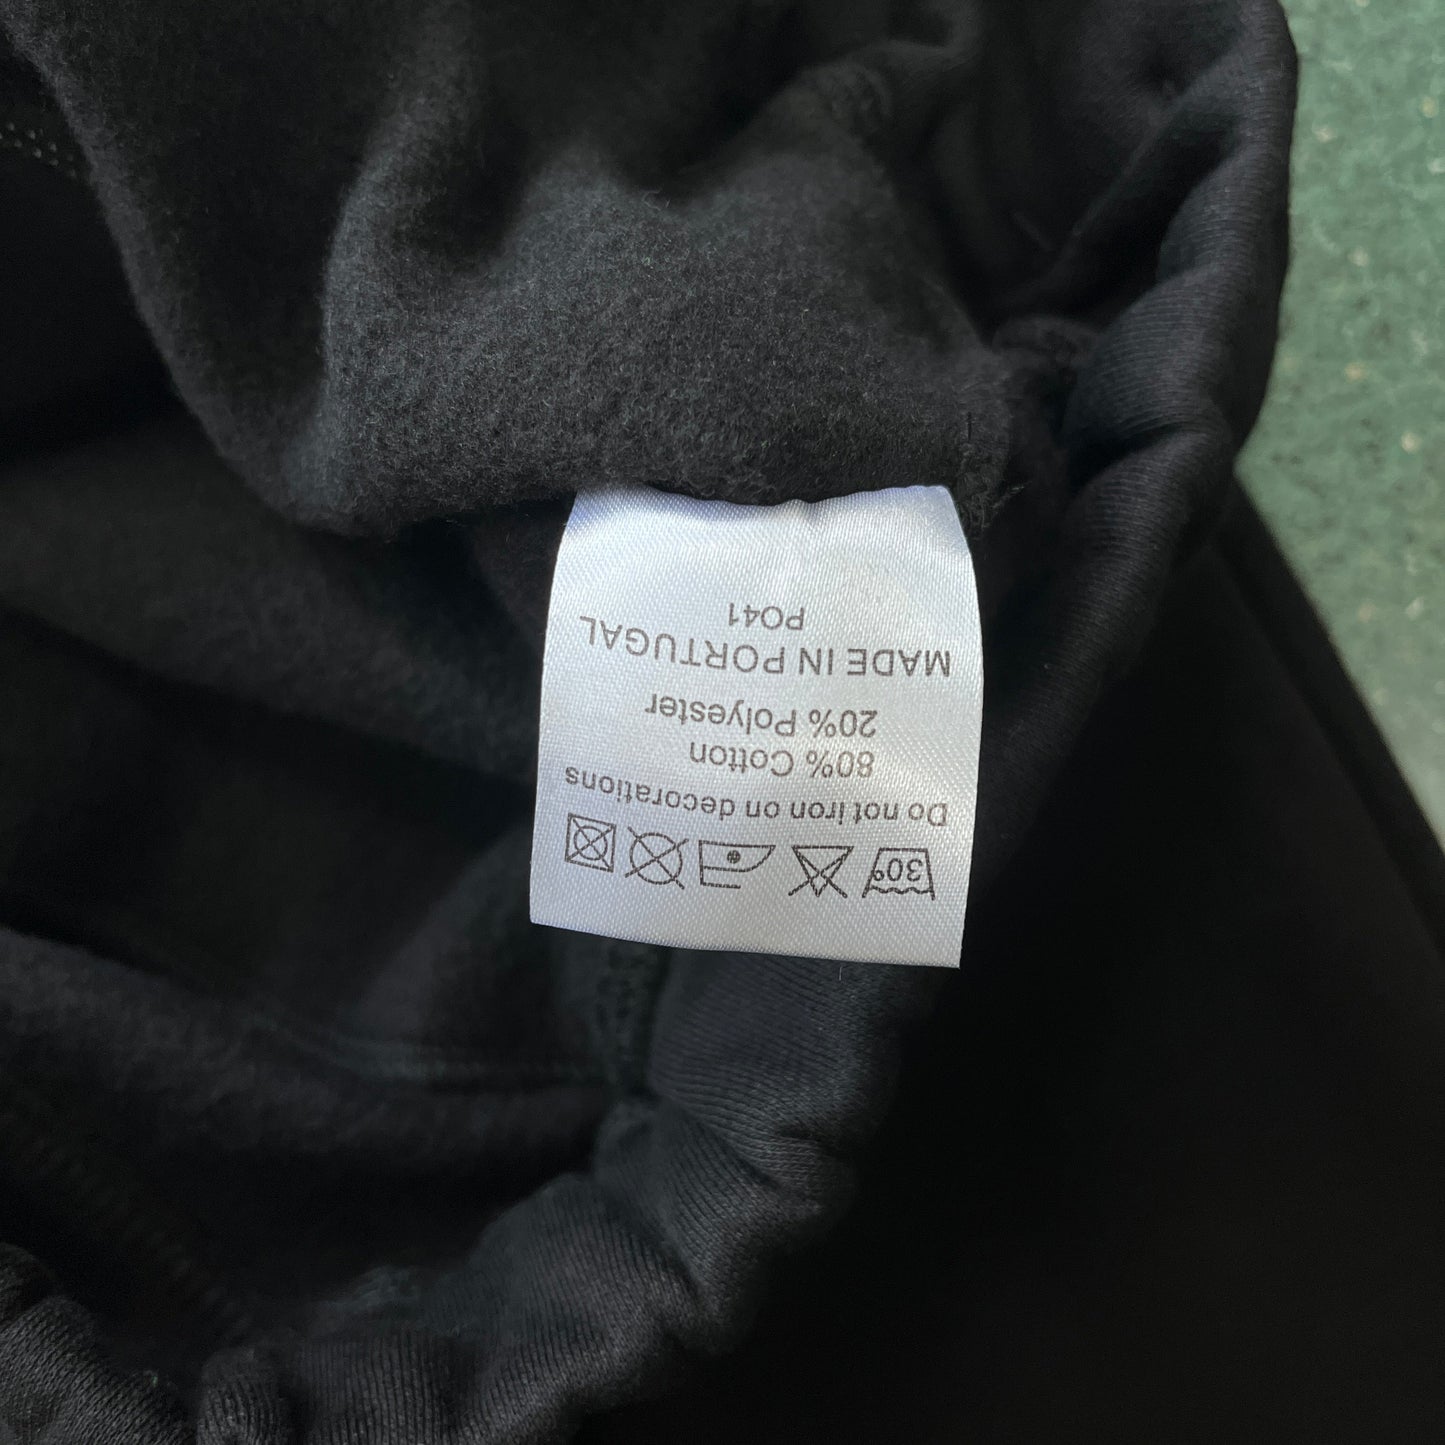 30°
Do not iron on decorations
80% Cotton
20% Polyester
MADE IN PORTUGAL
PO41